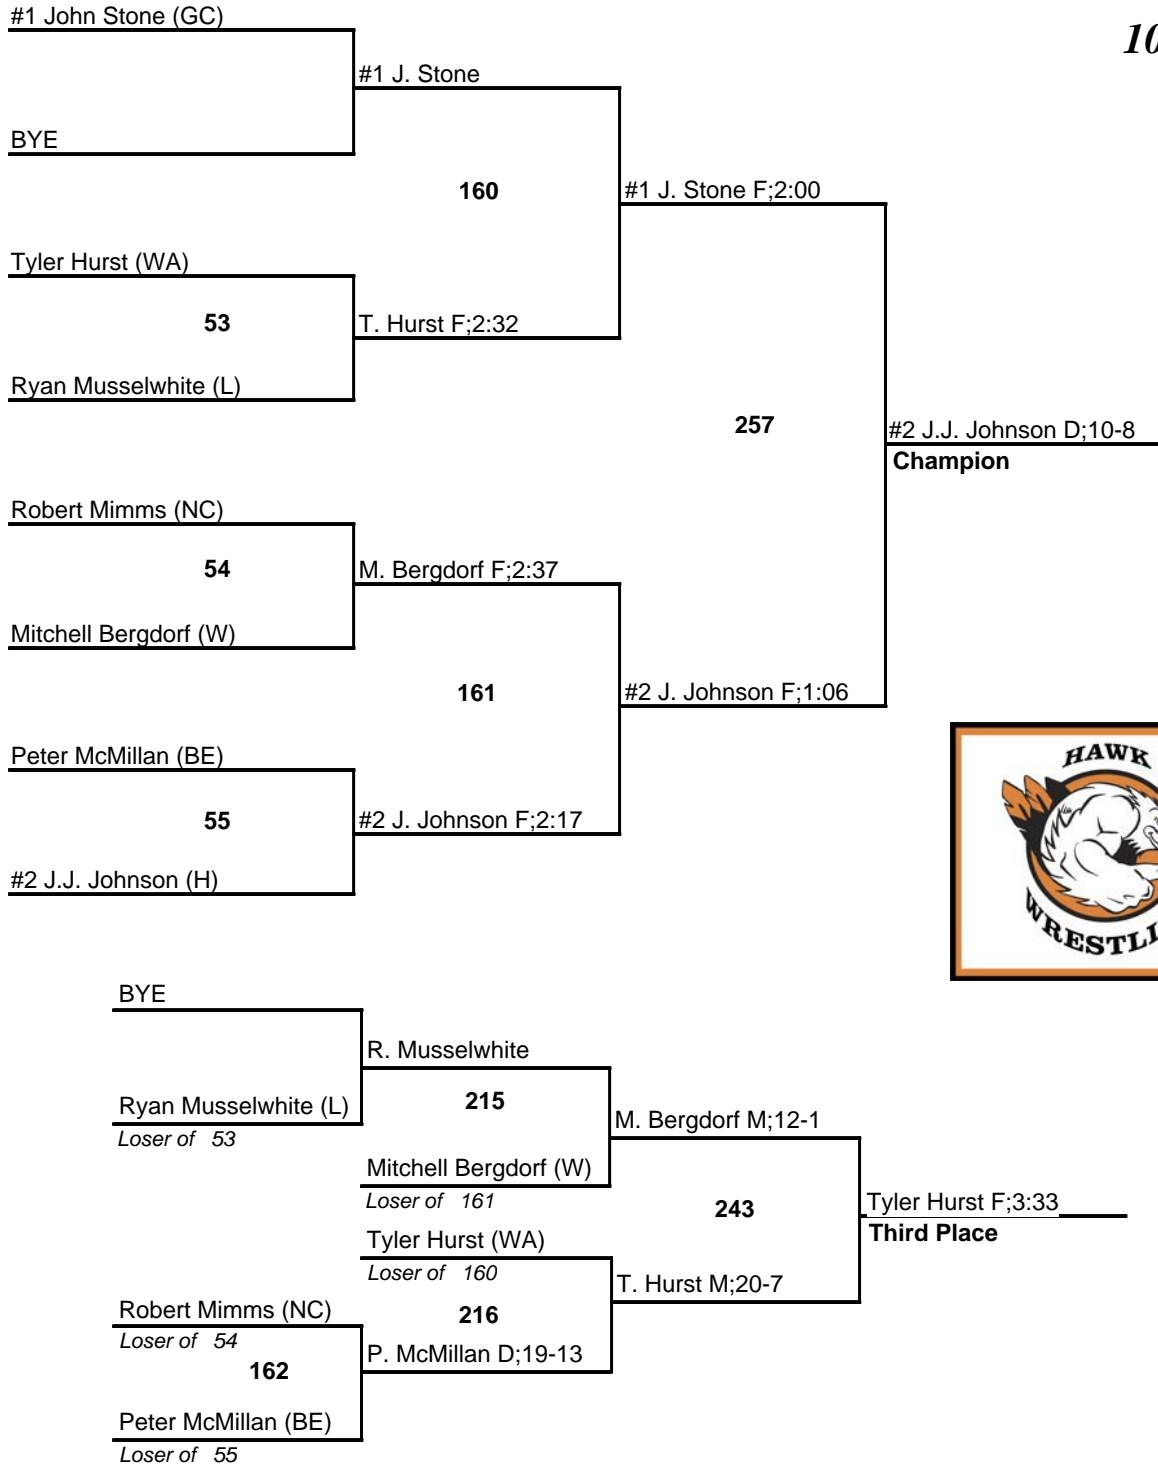 #1 John Stone (GC)
10
#1 J. Stone
BYE
160
#1 J. Stone F;2:00
Tyler Hurst (WA)
53
T. Hurst F;2:32
Ryan Musselwhite (L)
257
#2 J.J. Johnson D;10-8
Champion
Robert Mimms (NC)
54
M. Bergdorf F;2:37
Mitchell Bergdorf (W)
161
#2 J. Johnson F;1:06
Peter McMillan (BE)
55
#2 J. Johnson F;2:17
#2 J.J. Johnson (H)
HAWK
WRESTLI
BYE
R. Musselwhite
Ryan Musselwhite (L)
215
Loser of 53
M. Bergdorf M;12-1
Mitchell Bergdorf (W)
Loser of 161
243
Tyler Hurst F;3:33
Third Place
Tyler Hurst (WA)
Loser of 160
T. Hurst M;20-7
Robert Mimms (NC)
216
Loser of 54
162
P. McMillan D;19-13
Peter McMillan (BE)
Loser of 55